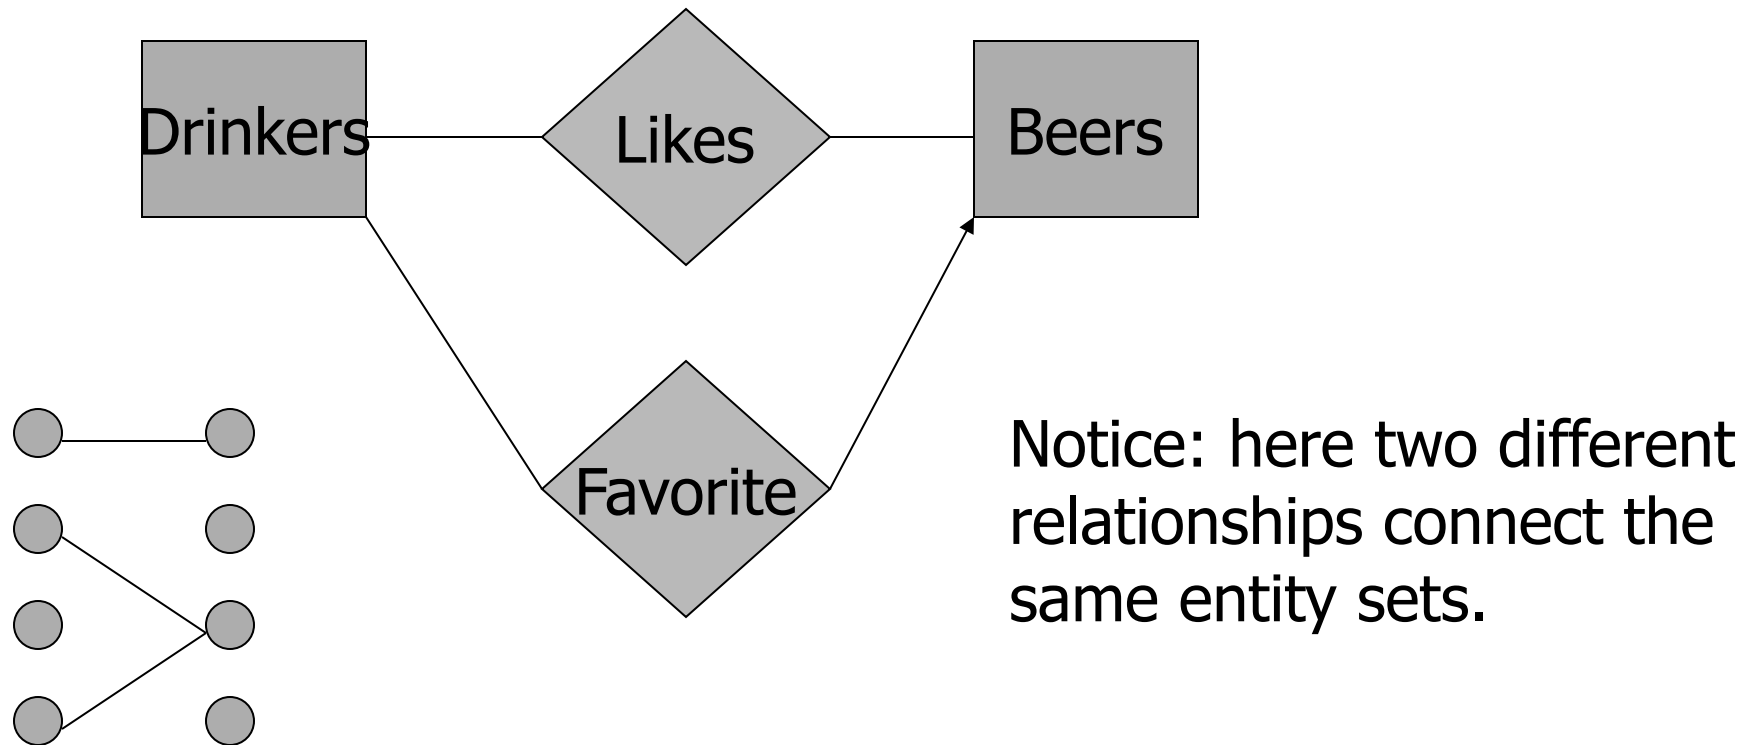 Drinkers
Likes
Beers
Favorite
Notice: here two different
relationships connect the
same entity sets.